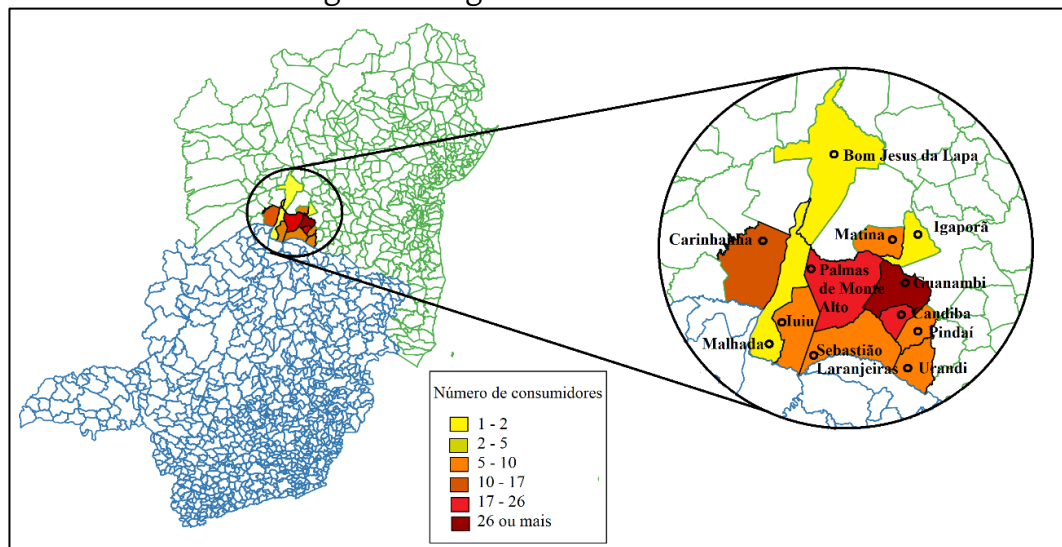 Bom Jesus da Lapa
Igaporã
Matina
Carinhanha
Palmas
de Monte
Alto
Guanambi
Candiba
Pindaí
Iuiu
Malhada
Sebastião
Laranjeiras
Urandi
Número de consumidores
1 - 2
2 - 5
5 - 10
10 - 17
17 - 26
26 ou mais